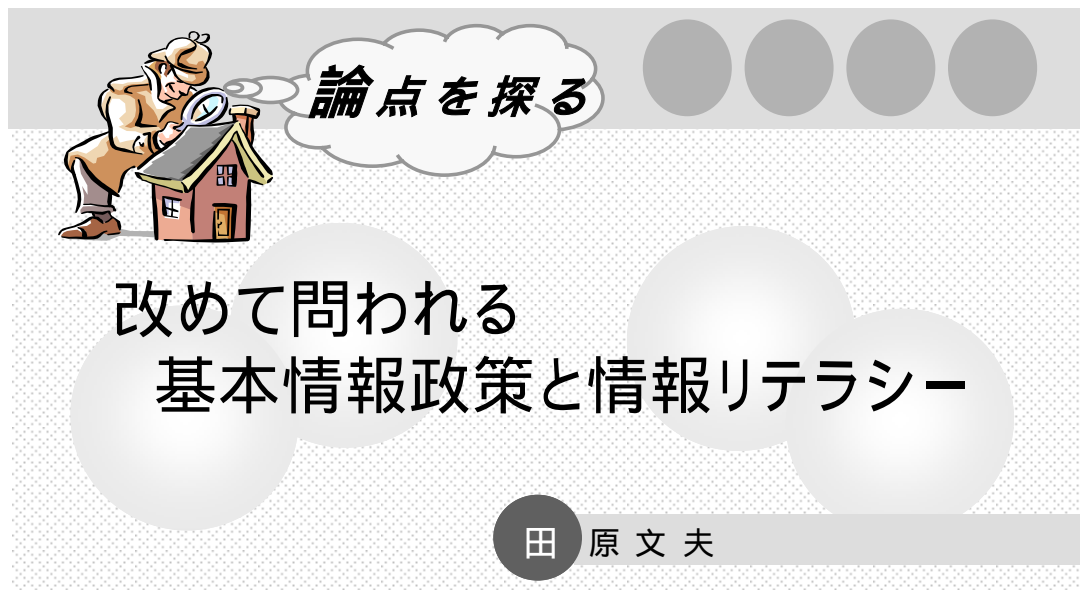 論点を探る
改めて問われる
基本情報政策と情報リテラシー
田原文夫